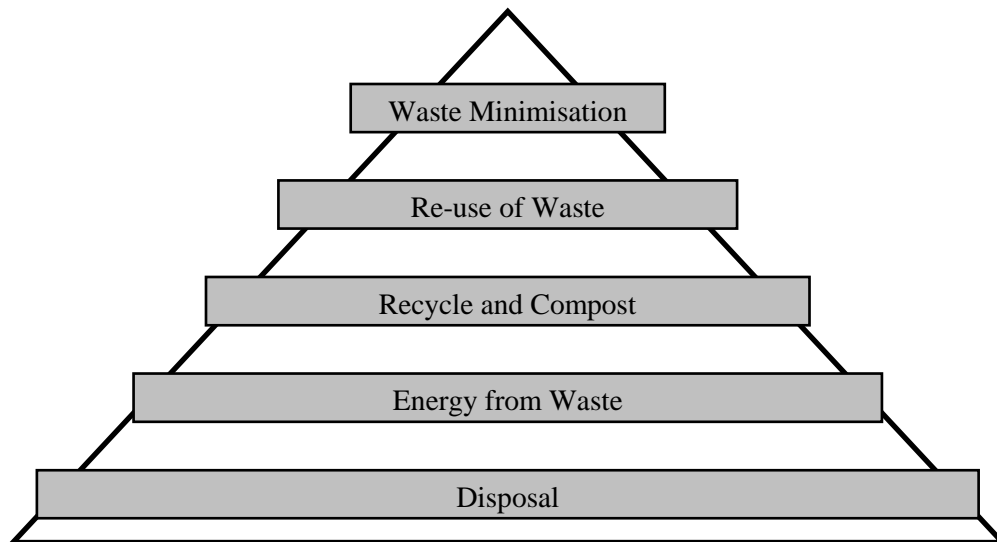 Waste Minimisation
Re-use of Waste
Recycle and Compost
Energy from Waste
Disposal